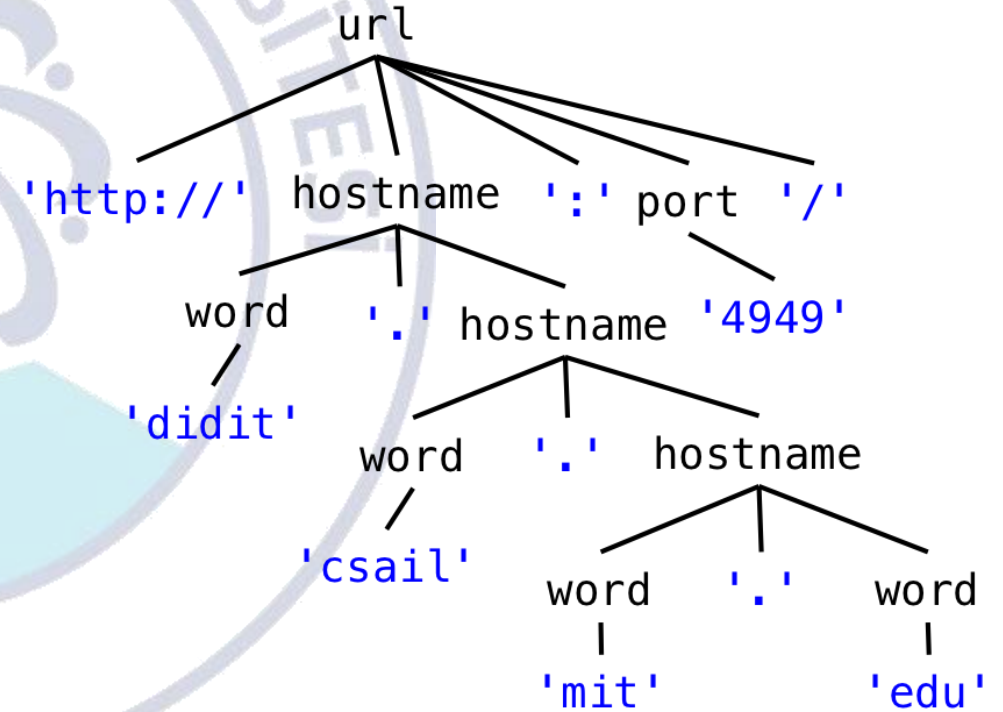 url
'http://' hostname ':' port '/'
word '.' hostname '4949'
'didit'
word '.' hostname
'csail'
word '.' word
'mit' 'edu'